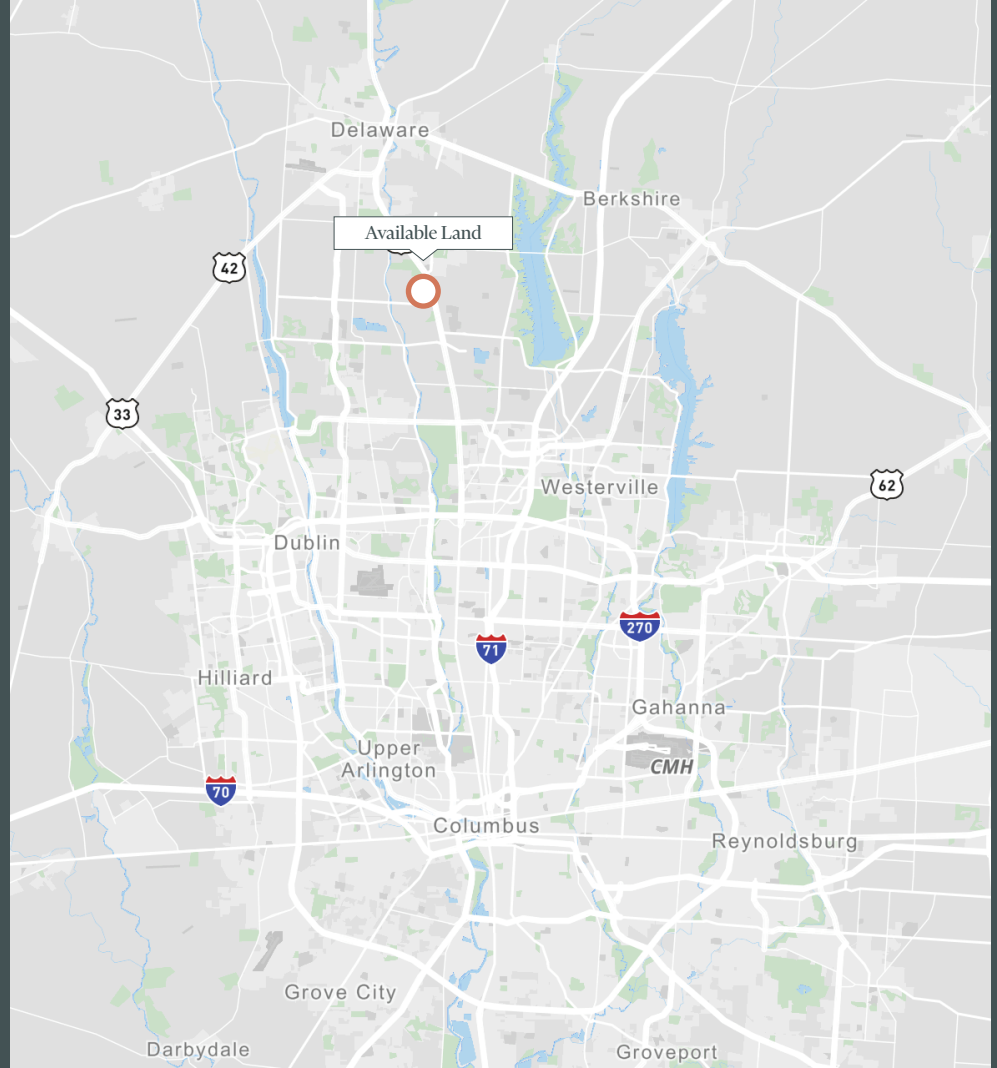 Delaware
Berkshire
Available Land
42
33
62
Westerville
Dublin
270
71
Hilliard
Gahanna
Upper
Arlington
CMH
70
Columbus
Reynoldsburg
Grove City
Darbydale
Groveport